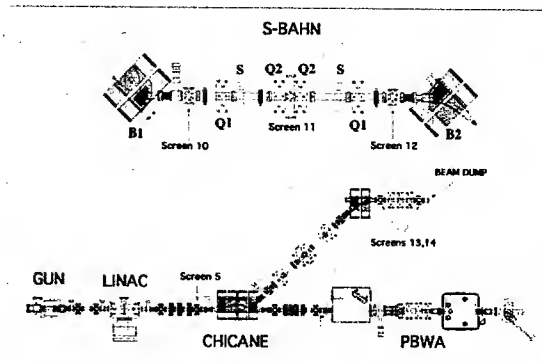 S-BAHN
S Q2 Q2 S
B1 Q1 Q1 B2
Screen 10 Screen 11 Screen 12
BEAM DUMP
Screens 13,14
GUN LINAC Screen 5
CHICANE PBWA